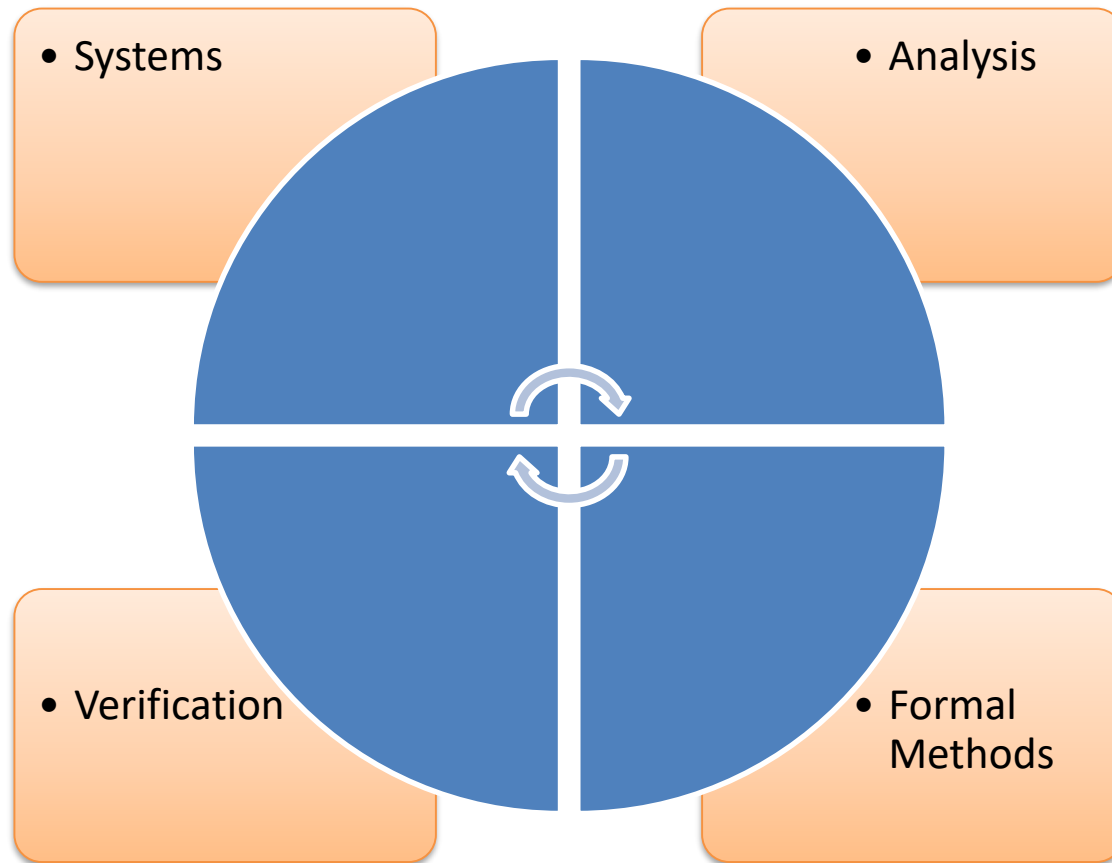 • Systems
• Analysis
• Verification
• Formal
Methods